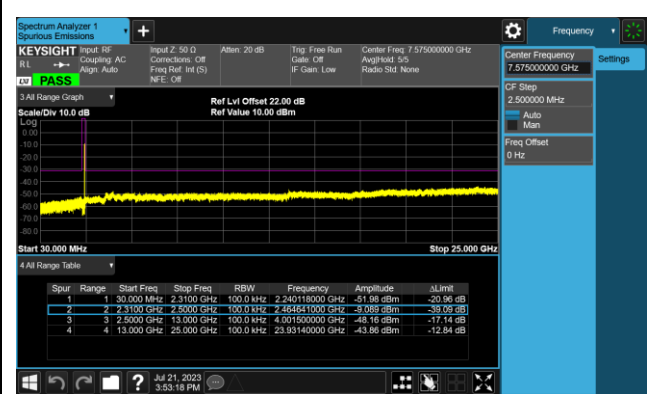 Spectrum Analyzer 1
Spurious Emissions
Frequency
KEYSIGHT Input: RF Input Z: 50 Ω Atten: 20 dB Trig: Free Run Center Freq: 7.575000000 GHz
RL Coupling: AC Corrections: Off Gate: Off Avg|Hold: 5/5
Align: Auto Freq Ref: Int (S) IF Gain: Low Radio Std: None
LXI PASS NFE: Off
Center Frequency
7.575000000 GHz
Settings
CF Step
2.500000 MHz
Auto
Man
Freq Offset
0 Hz
3 All Range Graph
Ref Lvl Offset 22.00 dB
Scale/Div 10.0 dB Ref Value 10.00 dBm
Log
0.00
-10.0
-20.0
-30.0
-40.0
-50.0
-60.0
-70.0
-80.0
Start 30.000 MHz Stop 25.000 GHz
4 All Range Table
Spur Range Start Freq Stop Freq RBW Frequency Amplitude ΔLimit
1 1 30.000 MHz 2.3100 GHz 100.0 kHz 2.240118000 GHz -51.98 dBm -20.96 dB
2 2 2.3100 GHz 2.5000 GHz 100.0 kHz 2.464641000 GHz -9.089 dBm -39.09 dB
3 3 2.5000 GHz 13.000 GHz 100.0 kHz 4.001500000 GHz -48.16 dBm -17.14 dB
4 4 13.000 GHz 25.000 GHz 100.0 kHz 23.93140000 GHz -43.86 dBm -12.84 dB
Jul 21, 2023
3:53:18 PM